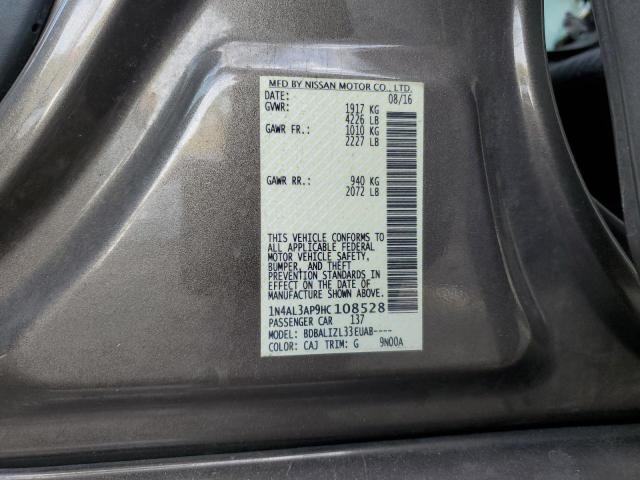 MFD BY NISSAN MOTOR CO., LTD.
DATE: 08/16
GVWR: 1917 KG
4226 LB
GAWR FR.: 1010 KG
2227 LB
GAWR RR.: 940 KG
2072 LB
THIS VEHICLE CONFORMS TO
ALL APPLICABLE FEDERAL
MOTOR VEHICLE SAFETY,
BUMPER, AND THEFT
PREVENTION STANDARDS IN
EFFECT ON THE DATE OF
MANUFACTURE SHOWN ABOVE.
1N4AL3AP9HC108528
PASSENGER CAR 137
MODEL: BDBALIZL33EUAB----
COLOR: CAJ TRIM: G 9N00A